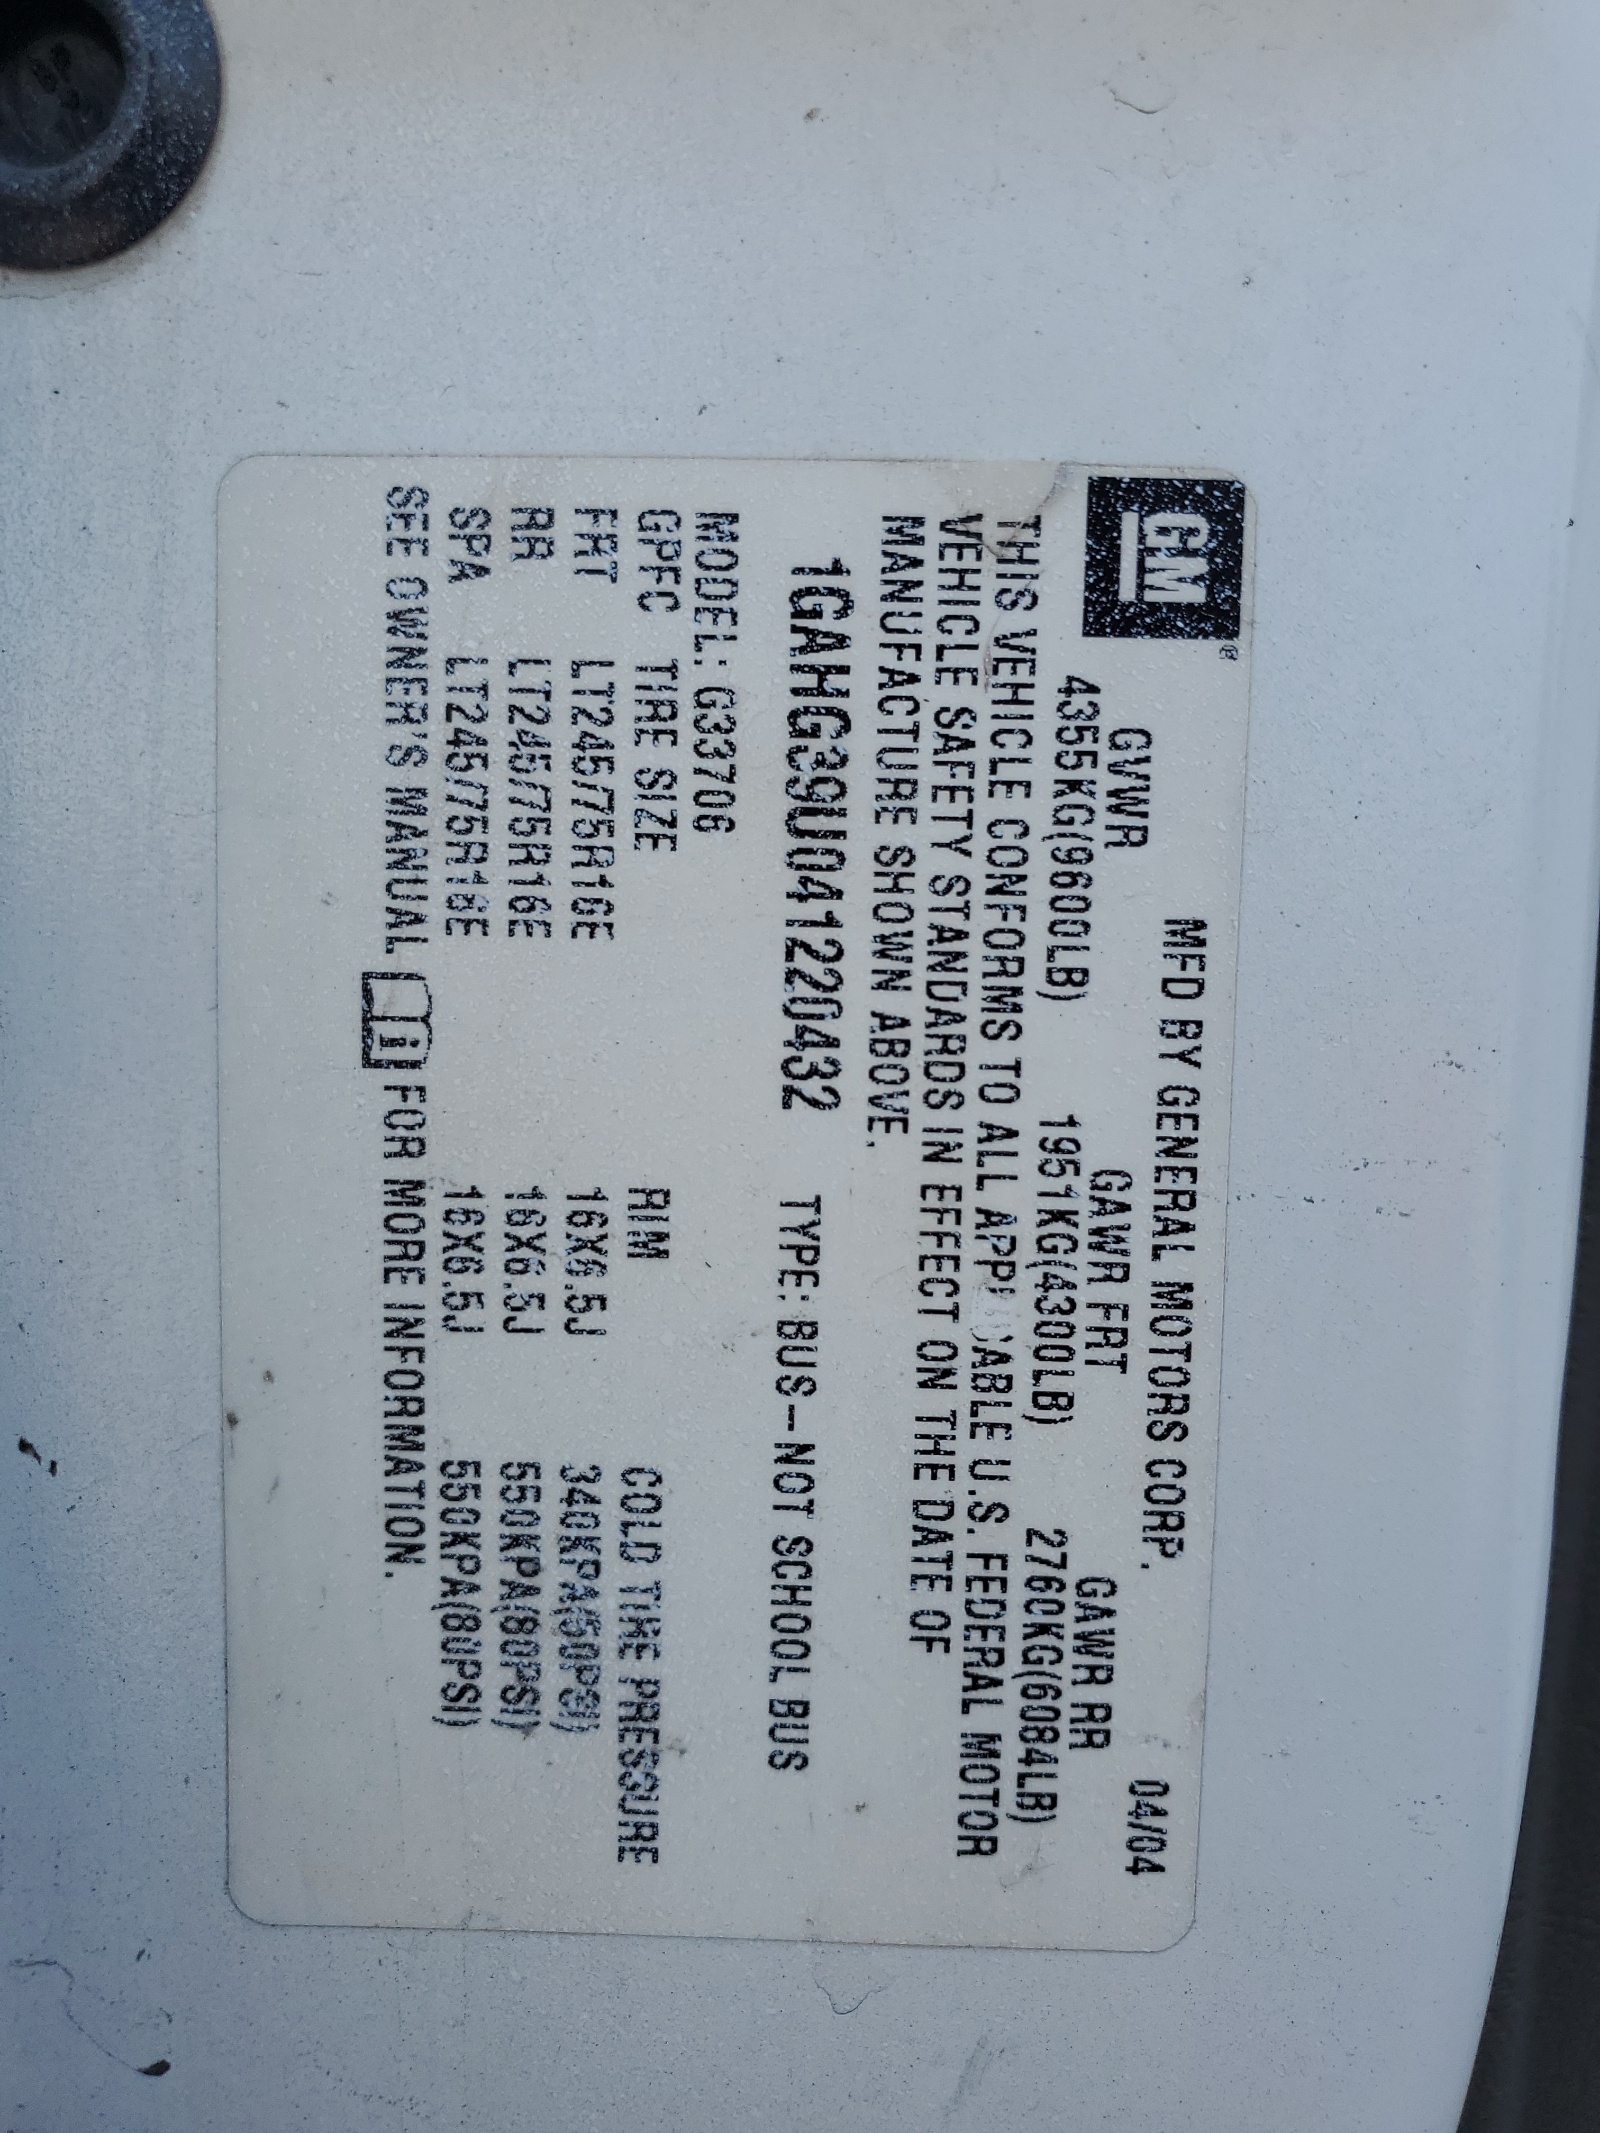 GM®
MFD BY GENERAL MOTORS CORP. 04/04
GVWR GAWR FRT GAWR RR
4355KG(9600LB) 1951KG(4300LB) 2760KG(6084LB)
THIS VEHICLE CONFORMS TO ALL APPLICABLE U.S. FEDERAL MOTOR
VEHICLE SAFETY STANDARDS IN EFFECT ON THE DATE OF
MANUFACTURE SHOWN ABOVE.
1GAHG39U041220432 TYPE: BUS–NOT SCHOOL BUS
MODEL: G33706
GPFC TIRE SIZE RIM COLD TIRE PRESSURE
FRT LT245/75R16E 16X6.5J 340KPA(50PSI)
RR LT245/75R16E 16X6.5J 550KPA(80PSI)
SPA LT245/75R16E 16X6.5J 550KPA(80PSI)
SEE OWNER'S MANUAL i FOR MORE INFORMATION.